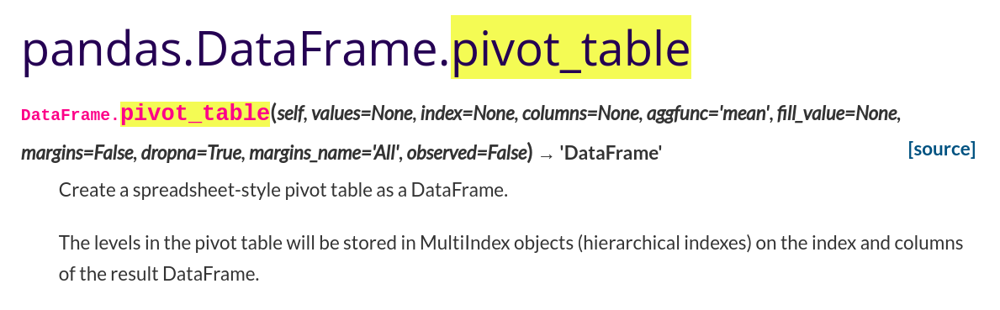 pandas.DataFrame.pivot_table
DataFrame.pivot_table(self, values=None, index=None, columns=None, aggfunc='mean', fill_value=None,
margins=False, dropna=True, margins_name='All', observed=False) → 'DataFrame' [source]
Create a spreadsheet-style pivot table as a DataFrame.
The levels in the pivot table will be stored in MultiIndex objects (hierarchical indexes) on the index and columns
of the result DataFrame.